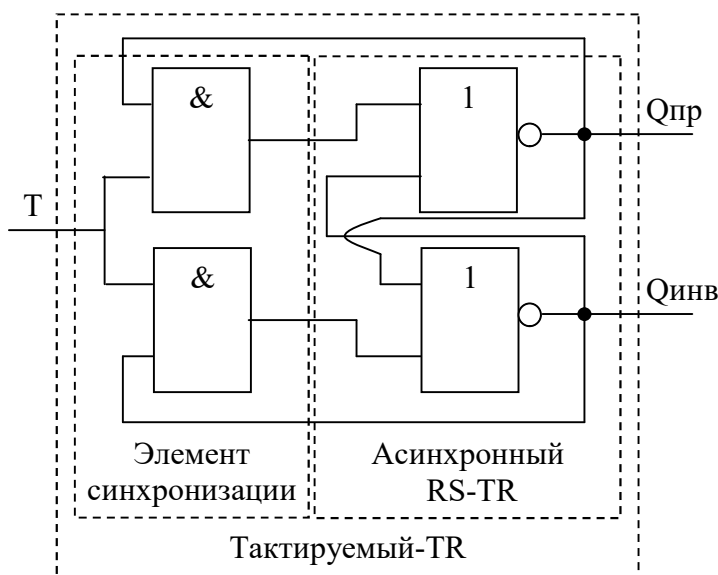 &
1
Qпр
T
&
1
Qинв
Элемент
синхронизации
Асинхронный
RS-TR
Тактируемый-TR